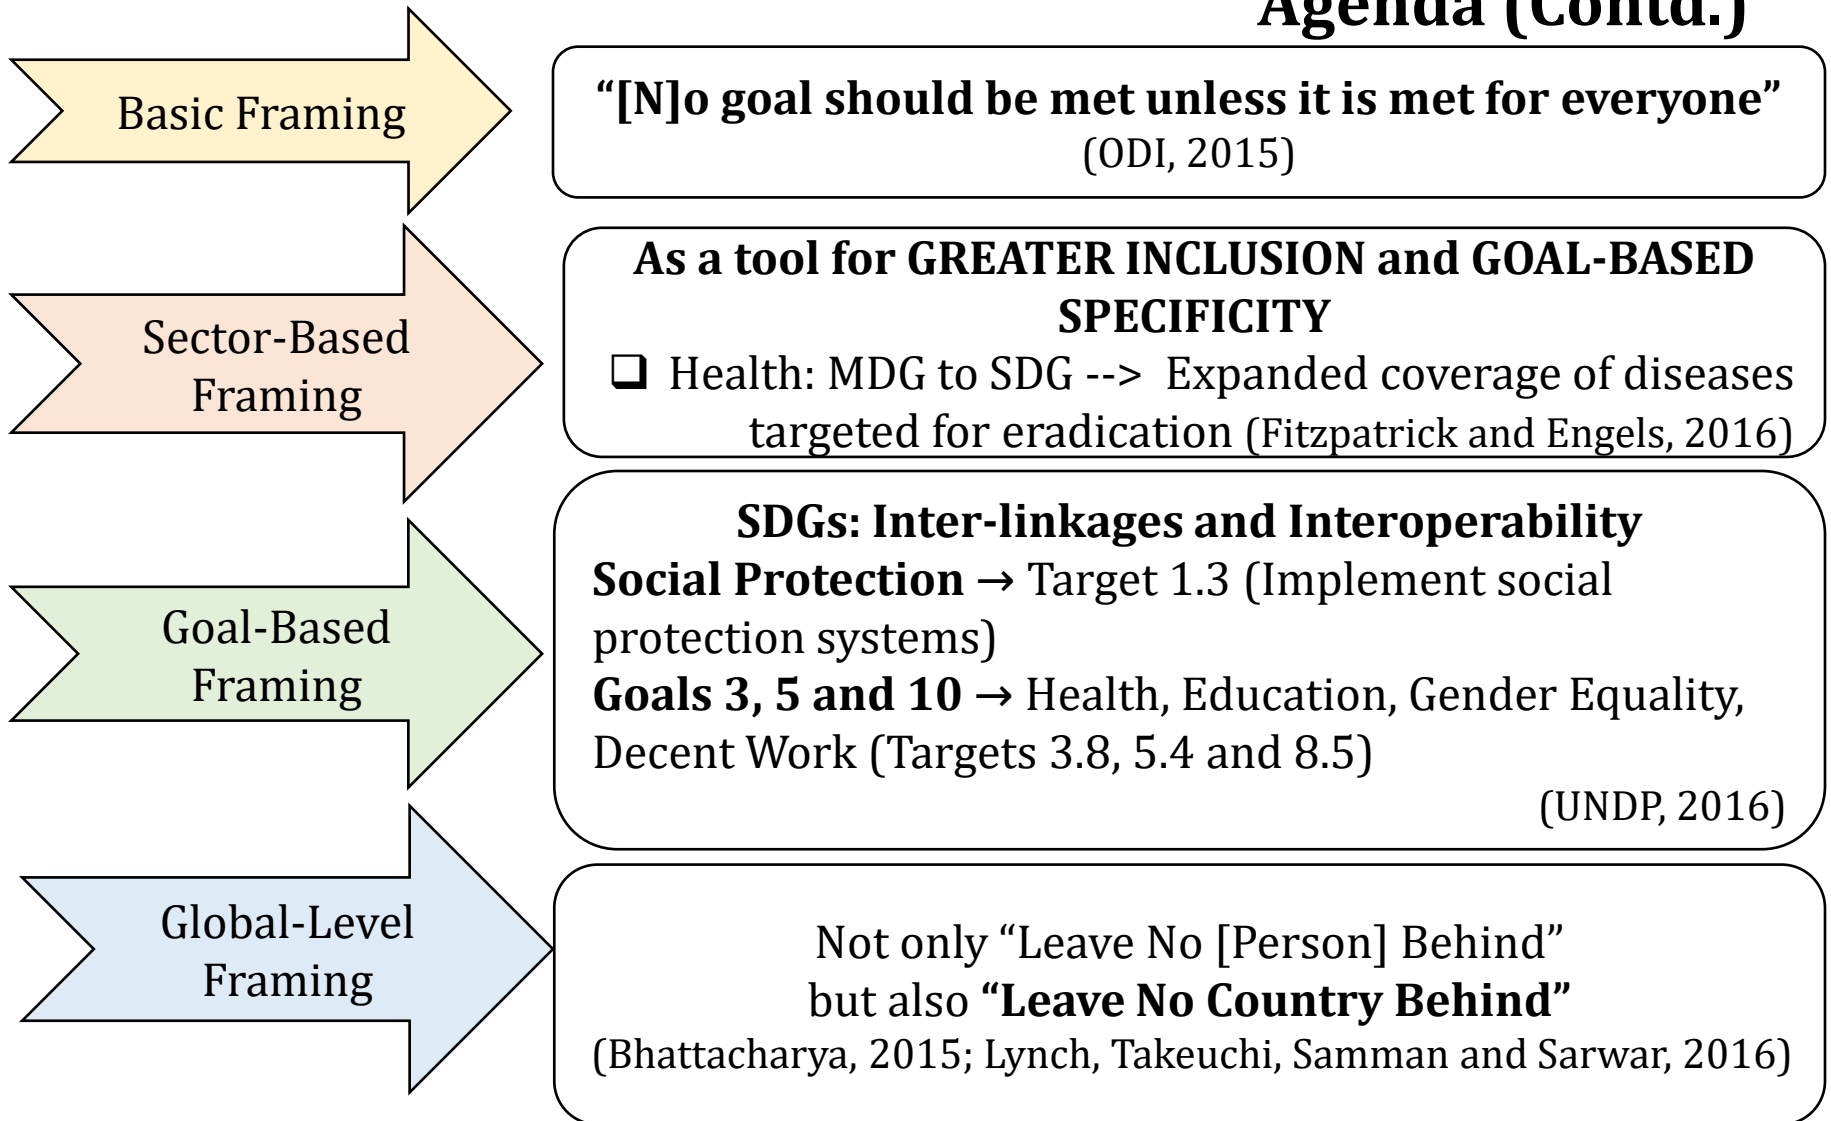 Agenda (Contd.)
Basic Framing
“[N]o goal should be met unless it is met for everyone”
(ODI, 2015)
Sector-Based
Framing
As a tool for GREATER INCLUSION and GOAL-BASED
SPECIFICITY
❑ Health: MDG to SDG --> Expanded coverage of diseases
targeted for eradication (Fitzpatrick and Engels, 2016)
Goal-Based
Framing
SDGs: Inter-linkages and Interoperability
Social Protection → Target 1.3 (Implement social
protection systems)
Goals 3, 5 and 10 → Health, Education, Gender Equality,
Decent Work (Targets 3.8, 5.4 and 8.5)
(UNDP, 2016)
Global-Level
Framing
Not only “Leave No [Person] Behind”
but also “Leave No Country Behind”
(Bhattacharya, 2015; Lynch, Takeuchi, Samman and Sarwar, 2016)